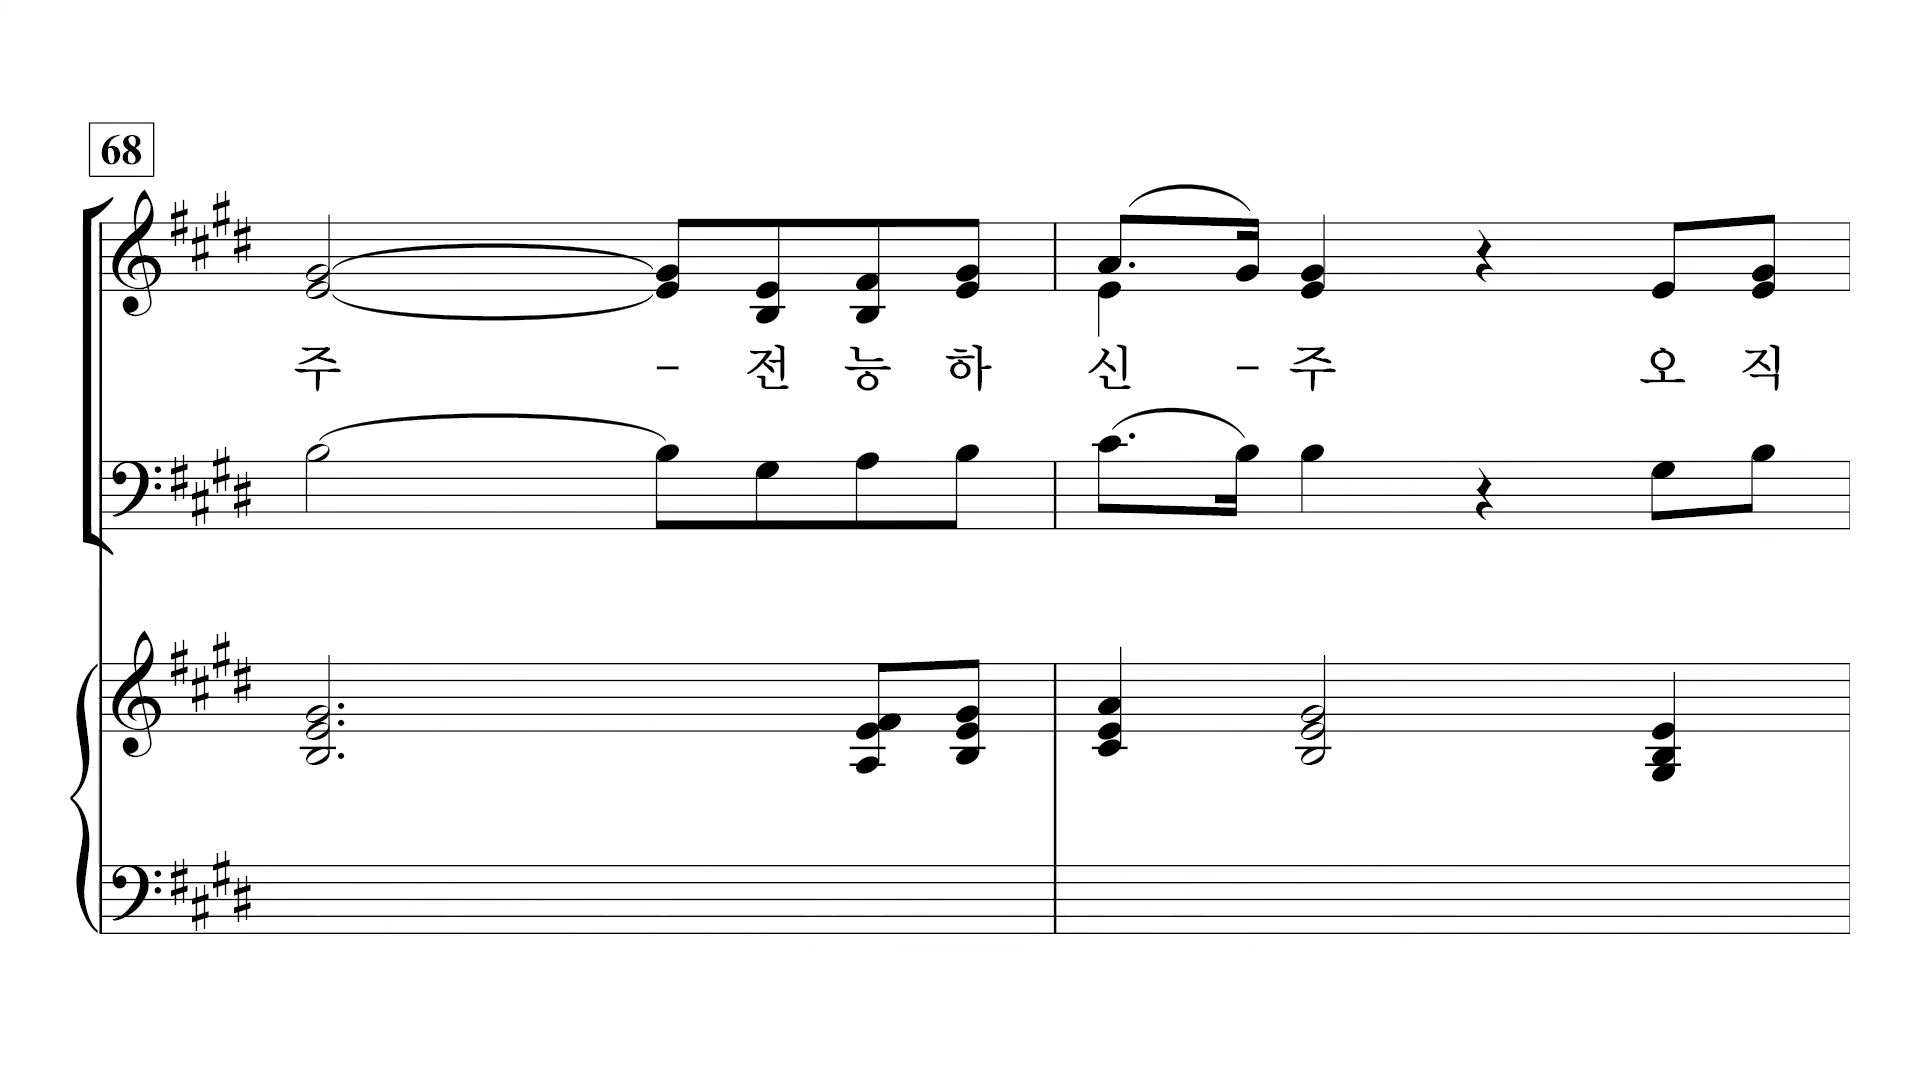 68
주 - 전 능 하 신 - 주 오 직